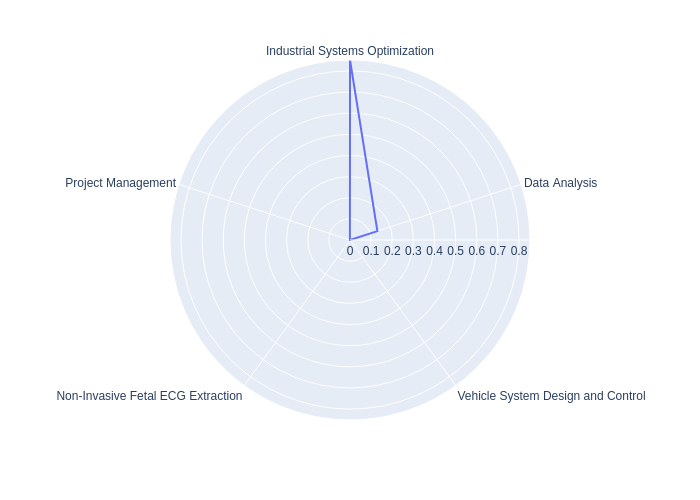 Industrial Systems Optimization
Project Management
Data Analysis
0 0.1 0.2 0.3 0.4 0.5 0.6 0.7 0.8
Non-Invasive Fetal ECG Extraction
Vehicle System Design and Control